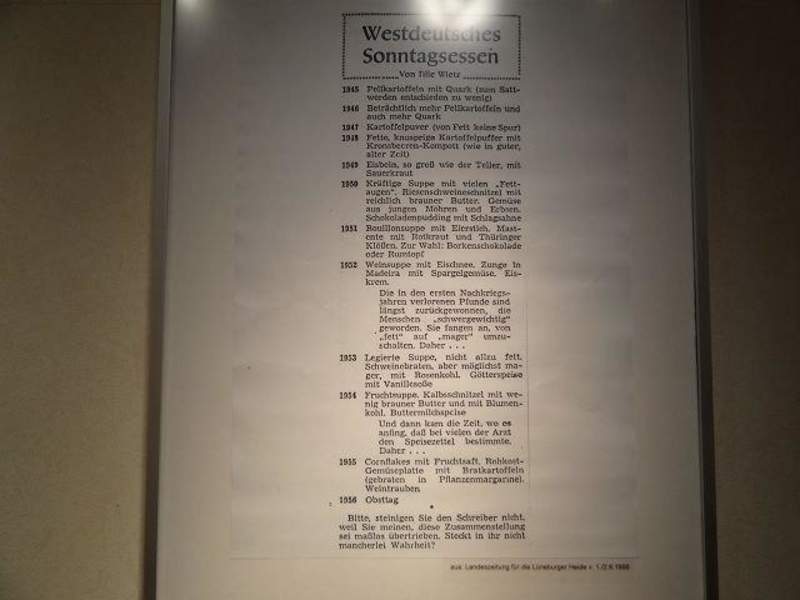 Westdeutsches
Sonntagsessen
Von Tille Wietz
1945 Pellkartoffeln mit Quark (zum Satt-
werden entschieden zu wenig)
1946 Beträchtlich mehr Pellkartoffeln und
auch mehr Quark
1947 Kartoffelpuver (von Fett keine Spur)
1948 Fette, knusprige Kartoffelpuffer mit
Kronsbeeren-Kompott (wie in guter,
alter Zeit)
1949 Eisbein, so groß wie der Teller, mit
Sauerkraut
1950 Kräftige Suppe mit vielen „Fett-
augen“. Riesenschweineschnitzel mit
reichlich brauner Butter. Gemüse
aus jungen Möhren und Erbsen.
Schokoladenpudding mit Schlagsahne
1951 Bouillonsuppe mit Eierstich. Mast-
ente mit Rotkraut und Thüringer
Klößen. Zur Wahl: Borkenschokolade
oder Rumtopf
1952 Weinsuppe mit Eischnee. Zunge in
Madeira mit Spargelgemüse. Eis-
krem.
Die in den ersten Nachkriegs-
jahren verlorenen Pfunde sind
längst zurückgewonnen, die
Menschen „schwergewichtig“
geworden. Sie fangen an, von
„fett“ auf „mager“ umzu-
schalten. Daher . . .
1953 Legierte Suppe, nicht allzu fett.
Schweinebraten, aber möglichst ma-
ger, mit Rosenkohl. Götterspeise
mit Vanillesoße
1954 Fruchtsuppe. Kalbsschnitzel mit we-
nig brauner Butter und mit Blumen-
kohl. Buttermilchspeise
Und dann kam die Zeit, wo es
anfing, daß bei vielen der Arzt
den Speisezettel bestimmte.
Daher . . .
1955 Cornflakes mit Fruchtsaft. Rohkost-
Gemüseplatte mit Bratkartoffeln
(gebraten in Pflanzenmargarine).
Weintrauben
1956 Obsttag
Bitte, steinigen Sie den Schreiber nicht,
weil Sie meinen, diese Zusammenstellung
sei maßlos übertrieben. Steckt in ihr nicht
mancherlei Wahrheit?
aus: Landeszeitung für die Lüneburger Heide v.